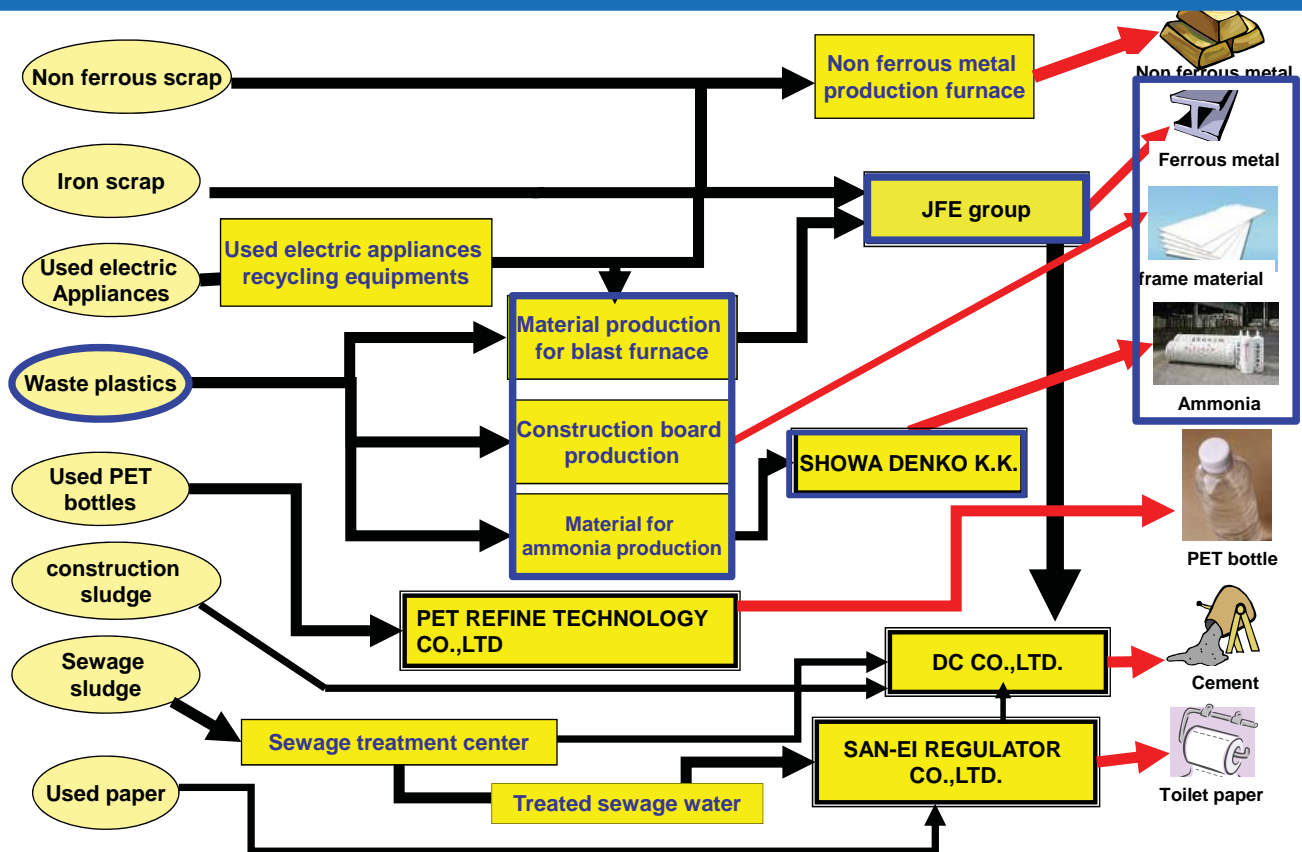 Non ferrous scrap
Non ferrous metal
production furnace
Non ferrous metal
Iron scrap
JFE group
Ferrous metal
Used electric
Appliances
Used electric appliances
recycling equipments
frame material
Material production
for blast furnace
Waste plastics
Construction board
production
SHOWA DENKO K.K.
Ammonia
Used PET
bottles
Material for
ammonia production
PET bottle
construction
sludge
PET REFINE TECHNOLOGY
CO.,LTD
DC CO.,LTD.
Cement
Sewage
sludge
Sewage treatment center
SAN-EI REGULATOR
CO.,LTD.
Treated sewage water
Toilet paper
Used paper